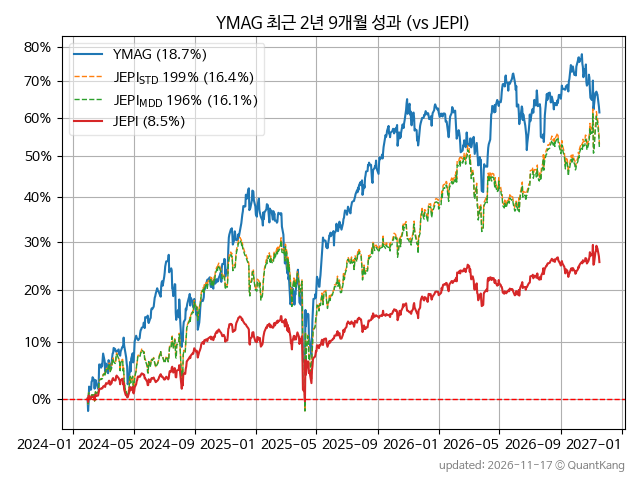 YMAG 최근 2년 9개월 성과 (vs JEPI)
80%
70%
60%
50%
40%
30%
20%
10%
0%
YMAG (18.7%)
JEPISTD 199% (16.4%)
JEPIMDD 196% (16.1%)
JEPI (8.5%)
2024-01 2024-05 2024-09 2025-01 2025-05 2025-09 2026-01 2026-05 2026-09 2027-01
updated: 2026-11-17 © QuantKang